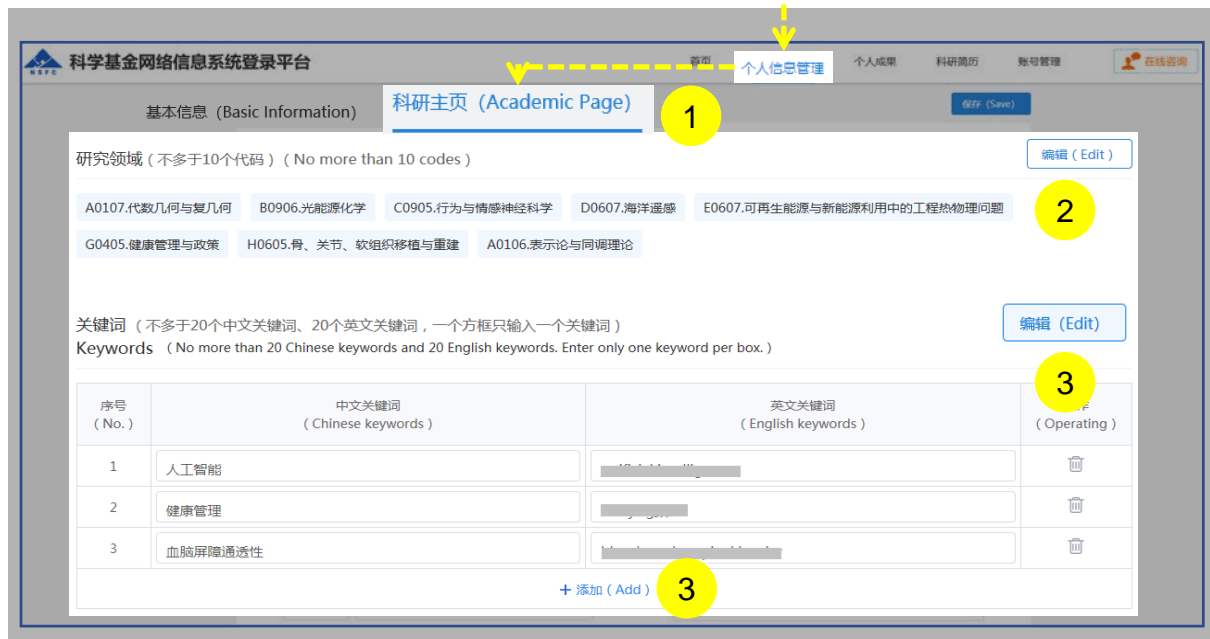 NSFC 科学基金网络信息系统登录平台 首页 个人信息管理 个人成果 科研简历 账号管理 在线咨询
基本信息（Basic Information） 科研主页（Academic Page） 1 保存（Save）
研究领域（不多于10个代码）（No more than 10 codes） 编辑（Edit）
A0107.代数几何与复几何 B0906.光能源化学 C0905.行为与情感神经科学 D0607.海洋遥感 E0607.可再生能源与新能源利用中的工程热物理问题 2
G0405.健康管理与政策 H0605.骨、关节、软组织移植与重建 A0106.表示论与同调理论
关键词（不多于20个中文关键词、20个英文关键词，一个方框只输入一个关键词） 编辑（Edit）
Keywords （No more than 20 Chinese keywords and 20 English keywords. Enter only one keyword per box.）
3
序号 中文关键词 英文关键词
（No.） （Chinese keywords） （English keywords） （Operating）
1 人工智能
2 健康管理
3 血脑屏障通透性
+ 添加（Add） 3